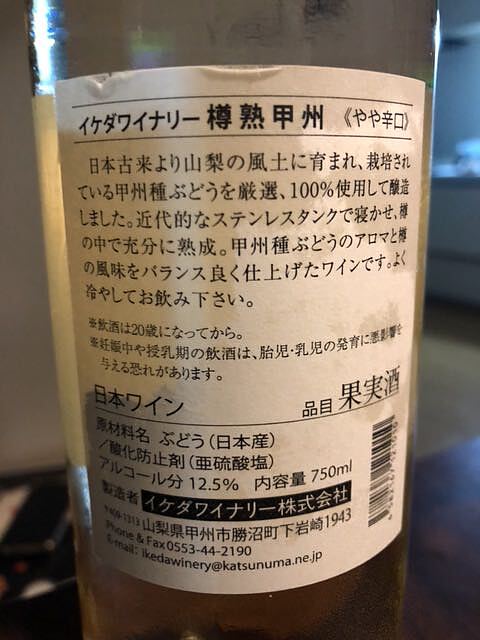 イケダワイナリー 樽熟甲州 《やや辛口》
日本古来より山梨の風土に育まれ、栽培され
ている甲州種ぶどうを厳選、100%使用して醸造
しました。近代的なステンレスタンクで寝かせ、樽
の中で充分に熟成。甲州種ぶどうのアロマと樽
の風味をバランス良く仕上げたワインです。よく
冷やしてお飲み下さい。
※飲酒は20歳になってから。
※妊娠中や授乳期の飲酒は、胎児・乳児の発育に悪影響を
与える恐れがあります。
日本ワイン 品目 果実酒
原材料名 ぶどう(日本産)
/酸化防止剤(亜硫酸塩)
アルコール分 12.5% 内容量 750ml
製造者 イケダワイナリー株式会社
〒409-1313 山梨県甲州市勝沼町下岩崎1943
Phone & Fax 0553-44-2190
E-mail: ikedawinery@katsunuma.ne.jp